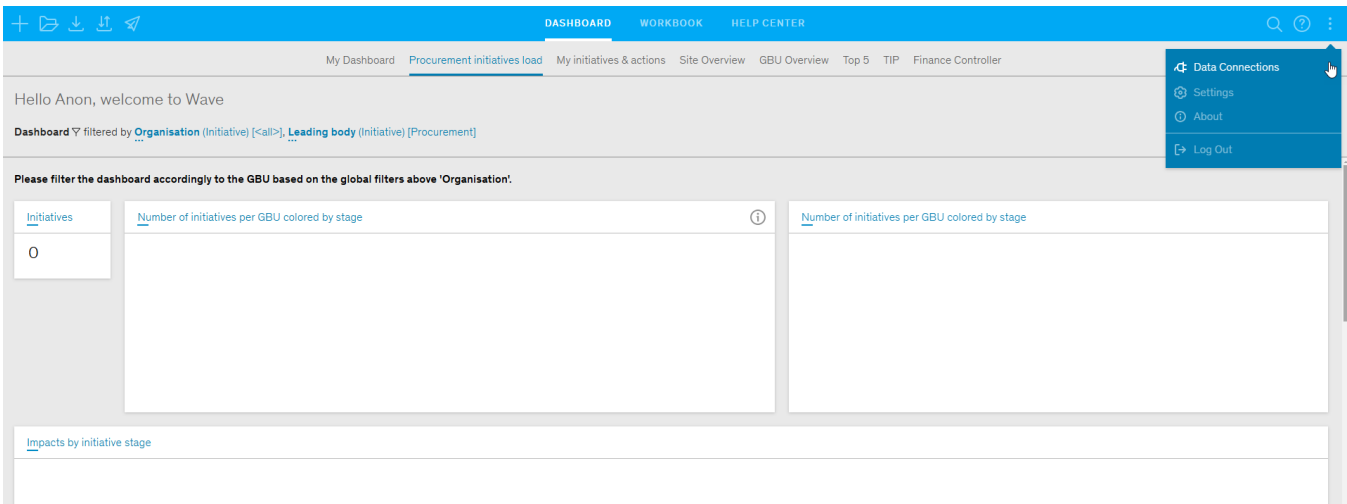 DASHBOARD WORKBOOK HELP CENTER
My Dashboard Procurement initiatives load My initiatives & actions Site Overview GBU Overview Top 5 TIP Finance Controller
Data Connections
Settings
About
Log Out
Hello Anon, welcome to Wave
Dashboard filtered by Organisation (Initiative) [<all>], Leading body (Initiative) [Procurement]
Please filter the dashboard accordingly to the GBU based on the global filters above 'Organisation'.
Initiatives
0
Number of initiatives per GBU colored by stage
Number of initiatives per GBU colored by stage
Impacts by initiative stage